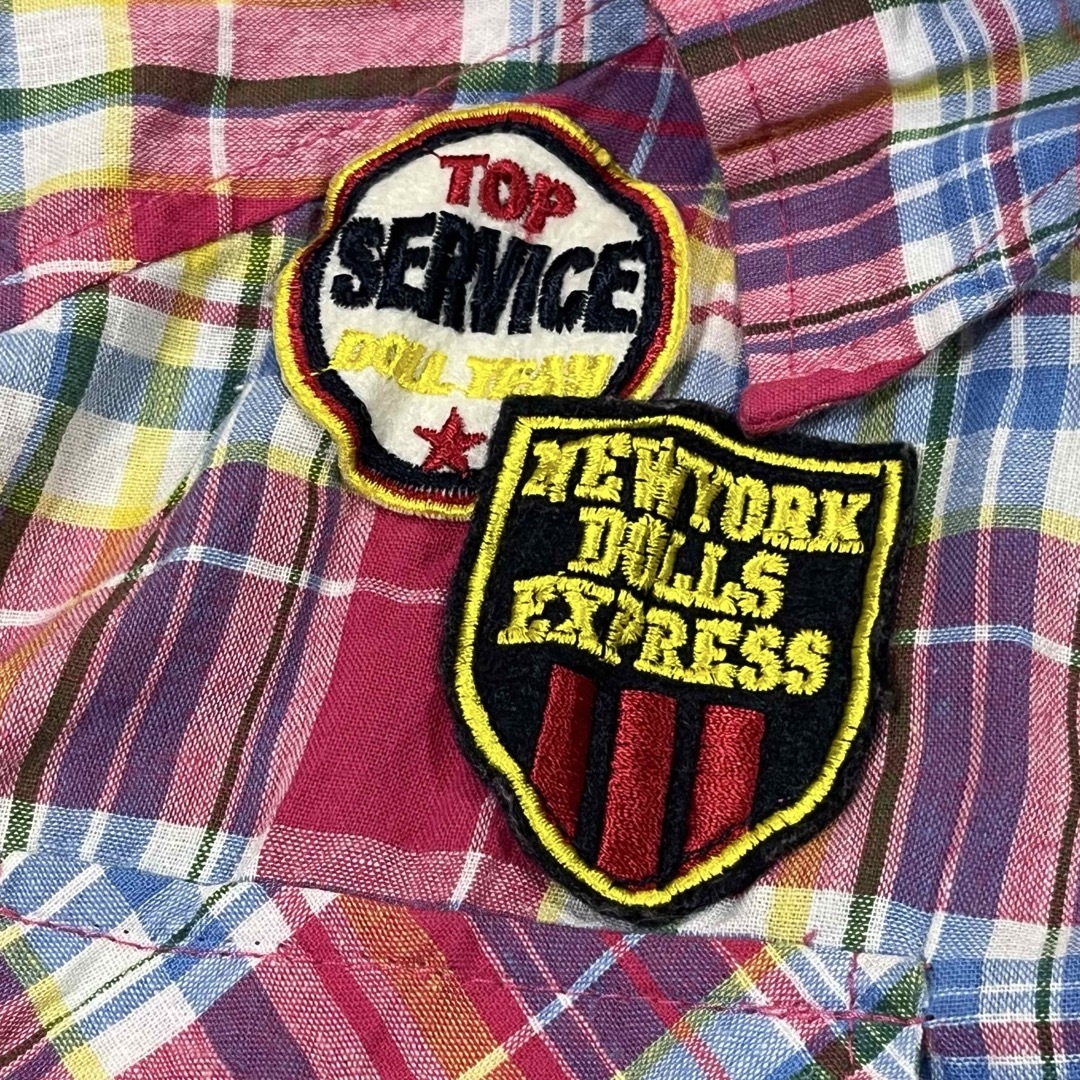 TOP
SERVICE
DOLL TEAM
NEWYORK
DOLLS
EXPRESS